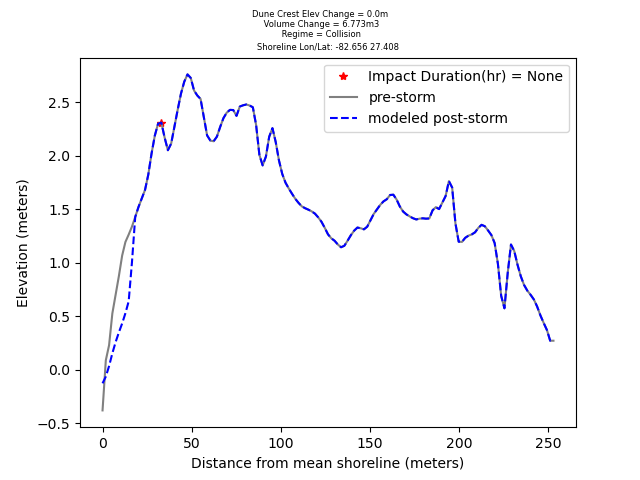 Dune Crest Elev Change = 0.0m
Volume Change = 6.773m3
Regime = Collision
Shoreline Lon/Lat: -82.656 27.408
Impact Duration(hr) = None
pre-storm
modeled post-storm
Elevation (meters)
2.5
2.0
1.5
1.0
0.5
0.0
−0.5
0 50 100 150 200 250
Distance from mean shoreline (meters)